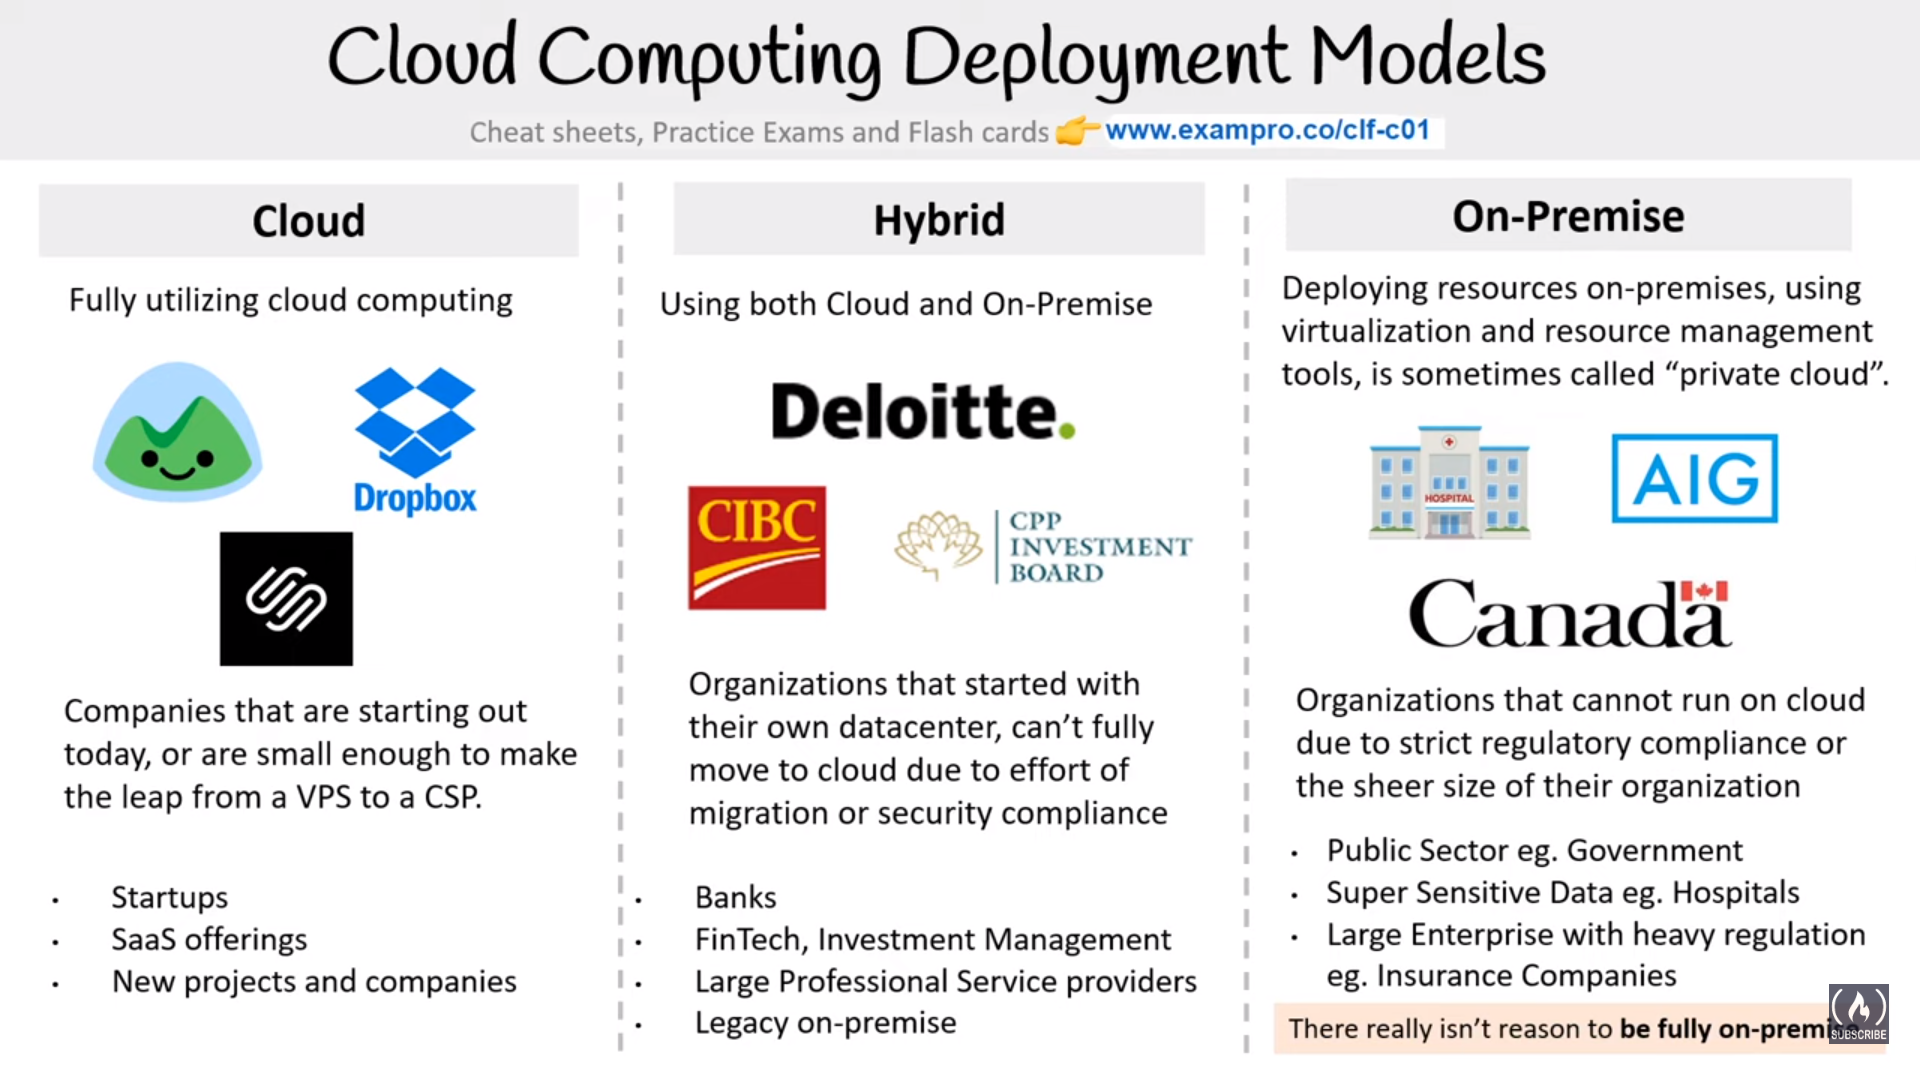 Cloud Computing Deployment Models
Cheat sheets, Practice Exams and Flash cards 👉 www.exampro.co/clf-c01
Cloud
Fully utilizing cloud computing
Dropbox
Companies that are starting out
today, or are small enough to make
the leap from a VPS to a CSP.
· Startups
· SaaS offerings
· New projects and companies
Hybrid
Using both Cloud and On-Premise
Deloitte.
CIBC
CPP
INVESTMENT
BOARD
Organizations that started with
their own datacenter, can’t fully
move to cloud due to effort of
migration or security compliance
· Banks
· FinTech, Investment Management
· Large Professional Service providers
· Legacy on-premise
On-Premise
Deploying resources on-premises, using
virtualization and resource management
tools, is sometimes called “private cloud”.
HOSPITAL
AIG
Canada
Organizations that cannot run on cloud
due to strict regulatory compliance or
the sheer size of their organization
· Public Sector eg. Government
· Super Sensitive Data eg. Hospitals
· Large Enterprise with heavy regulation
eg. Insurance Companies
There really isn’t reason to be fully on-premise
SUBSCRIBE